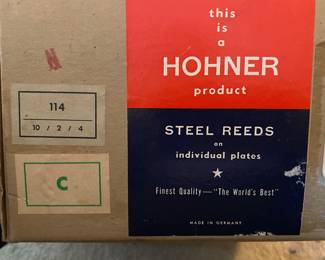 this
is
a
HOHNER
product
114
10 / 2 / 4
C
STEEL REEDS
on
individual plates
Finest Quality — "The World's Best"
MADE IN GERMANY